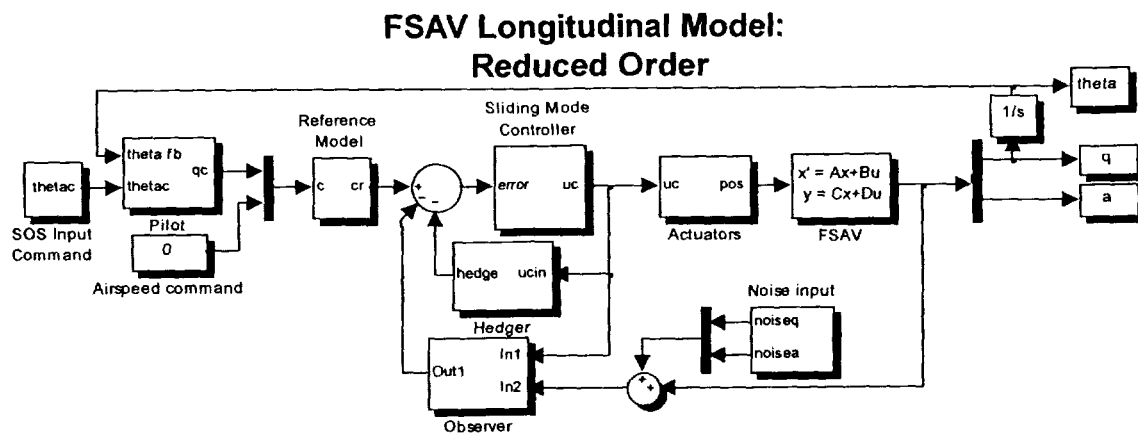 FSAV Longitudinal Model:
Reduced Order
theta
Sliding Mode
Controller
Reference
Model
1/s
theta fb
qc
thetac
thetac
c
cr
+
−
−
error
uc
uc
pos
x' = Ax+Bu
y = Cx+Du
q
a
SOS Input
Command
Pilot
0
Airspeed command
Actuators
FSAV
hedge
ucin
Hedger
Noise input
noiseq
noisea
Out1
In1
In2
+
+
Observer